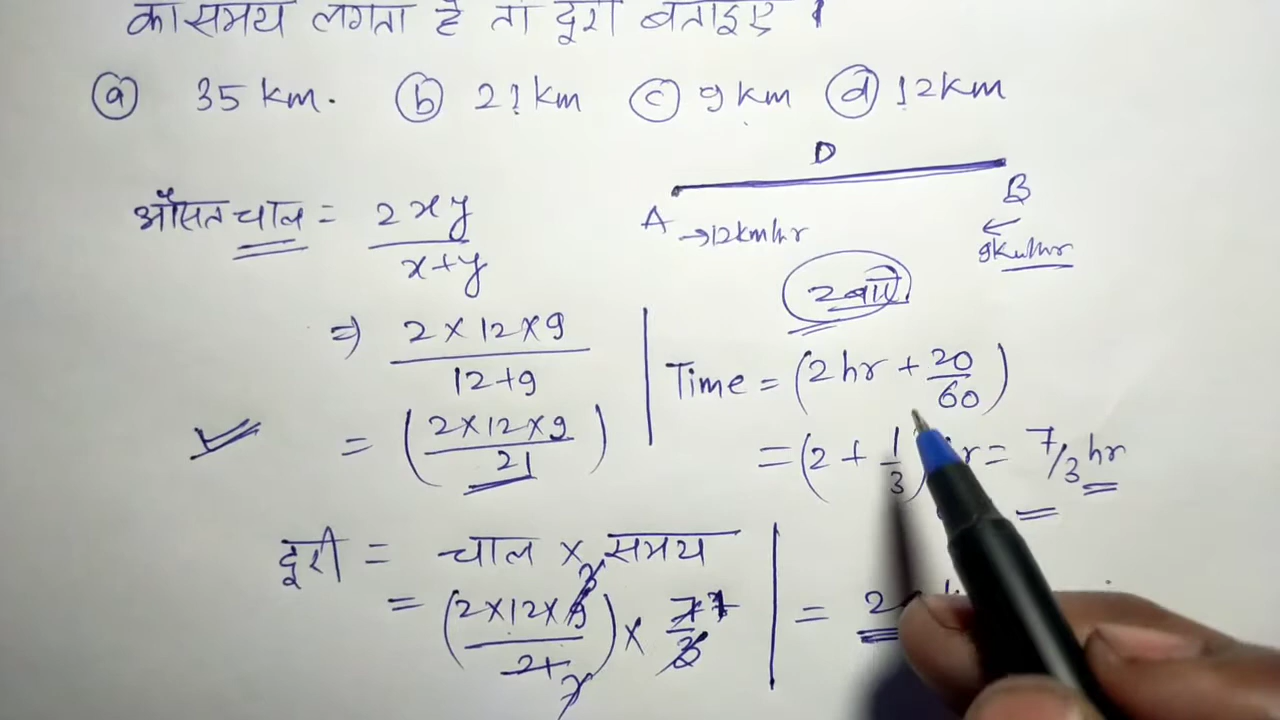 का समय लगता है तो दूरी बताइए ।
ⓐ 35 km. ⓑ 21 km ⓒ 9 km ⓓ 12 km
D
A B
→12km/hr ←
9km/hr
औसत चाल = 2xy / x+y
2 बार
=) 2×12×9 / 12+9
Time = (2 hr + 20/60)
= (2×12×9 / 21)
= (2 + 1/3) = 7/3 hr
दूरी = चाल × समय
= (2×12×9 / 21) × 7/3 =